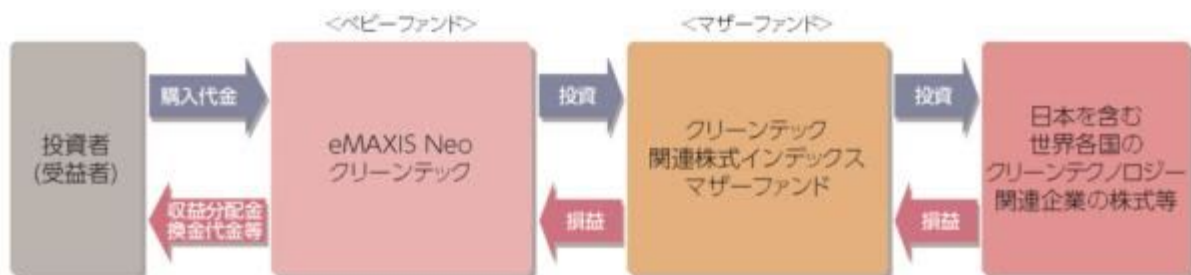 ＜ベビーファンド＞
＜マザーファンド＞
投資者
(受益者)
購入代金
収益分配金
換金代金等
eMAXIS Neo
クリーンテック
投資
損益
クリーンテック
関連株式インデックス
マザーファンド
投資
損益
日本を含む
世界各国の
クリーンテクノロジー
関連企業の株式等